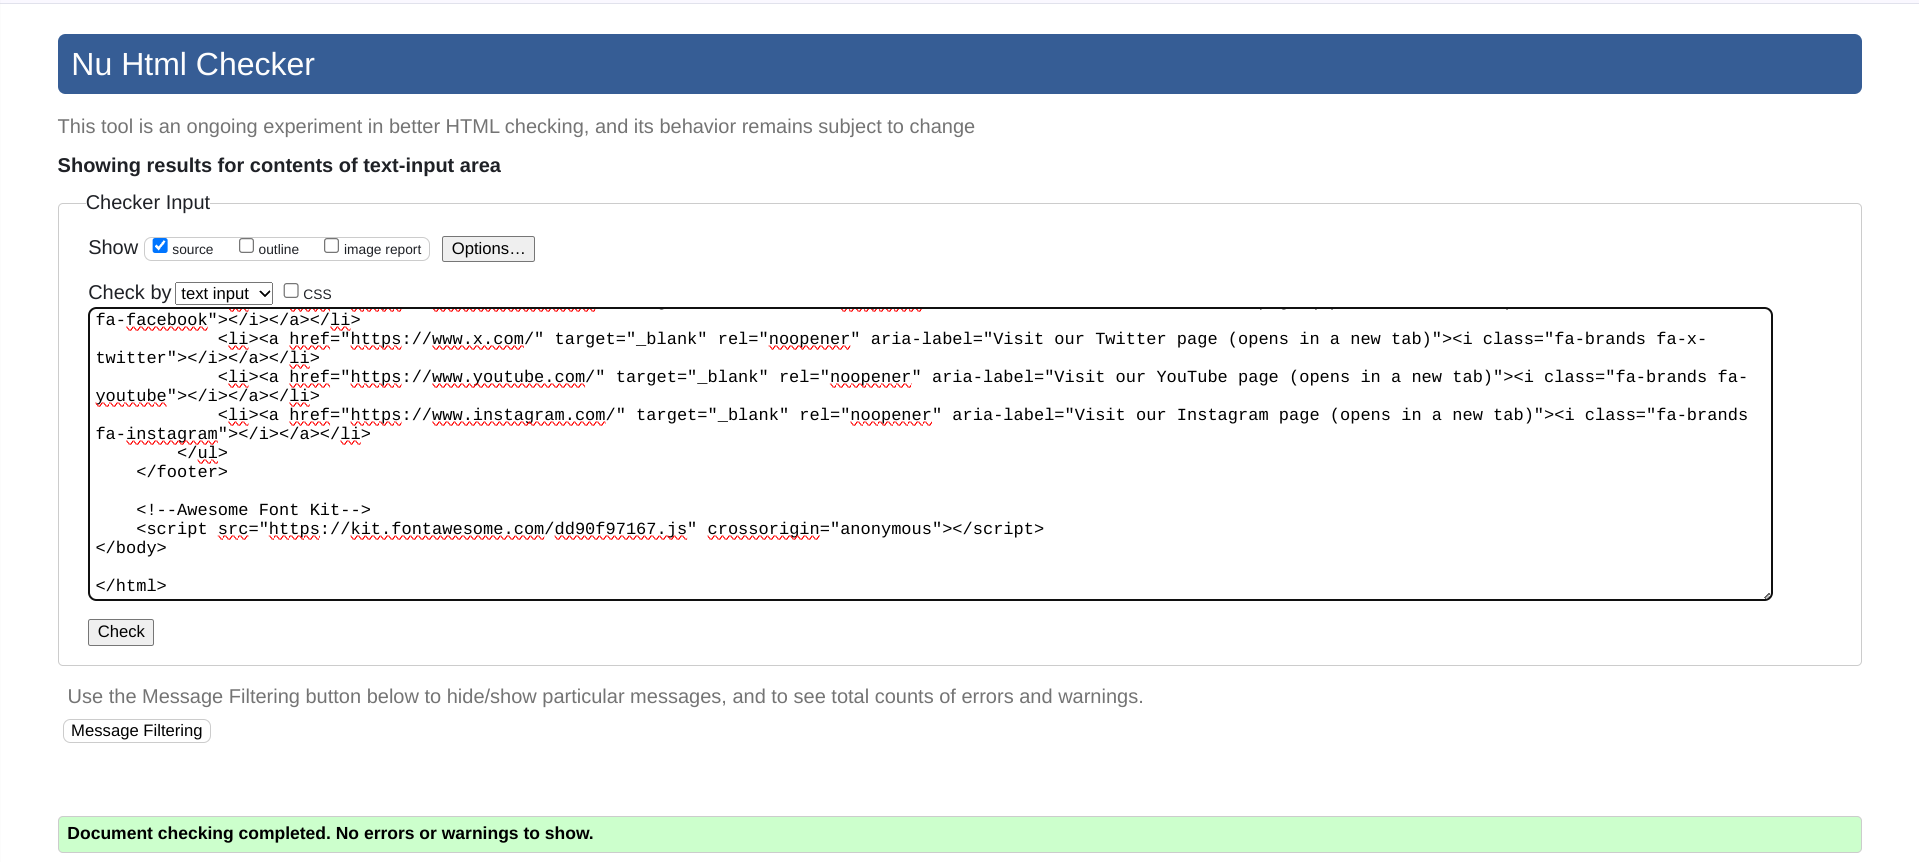 Nu Html Checker
This tool is an ongoing experiment in better HTML checking, and its behavior remains subject to change
Showing results for contents of text-input area
Checker Input
Show source outline image report Options…
Check by text input CSS
fa-facebook"></i></a></li>
            <li><a href="https://www.x.com/" target="_blank" rel="noopener" aria-label="Visit our Twitter page (opens in a new tab)"><i class="fa-brands fa-x-
twitter"></i></a></li>
            <li><a href="https://www.youtube.com/" target="_blank" rel="noopener" aria-label="Visit our YouTube page (opens in a new tab)"><i class="fa-brands fa-
youtube"></i></a></li>
            <li><a href="https://www.instagram.com/" target="_blank" rel="noopener" aria-label="Visit our Instagram page (opens in a new tab)"><i class="fa-brands
fa-instagram"></i></a></li>
        </ul>
    </footer>
    <!--Awesome Font Kit-->
    <script src="https://kit.fontawesome.com/dd90f97167.js" crossorigin="anonymous"></script>
</body>
</html>
Check
Use the Message Filtering button below to hide/show particular messages, and to see total counts of errors and warnings.
Message Filtering
Document checking completed. No errors or warnings to show.